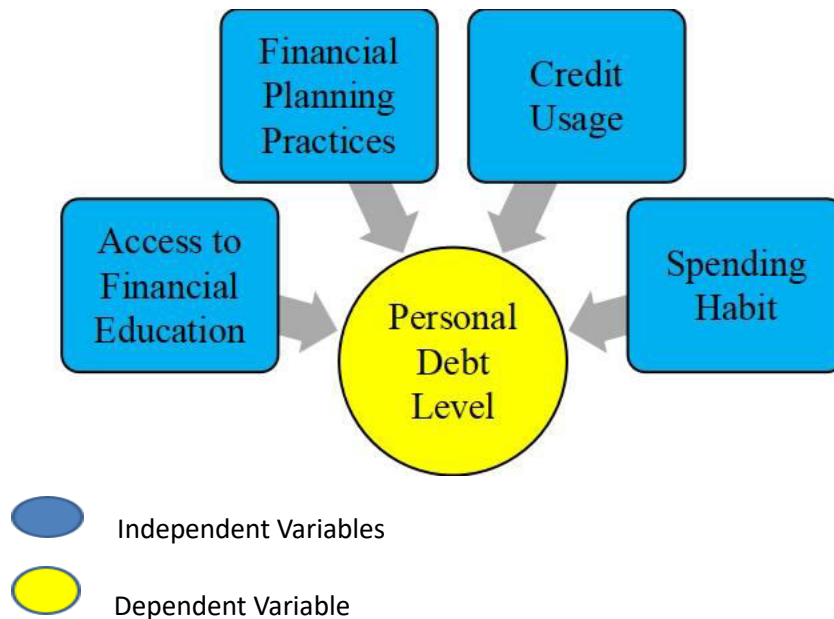 Financial
Planning
Practices
Credit
Usage
Access to
Financial
Education
Spending
Habit
Personal
Debt
Level
Independent Variables
Dependent Variable